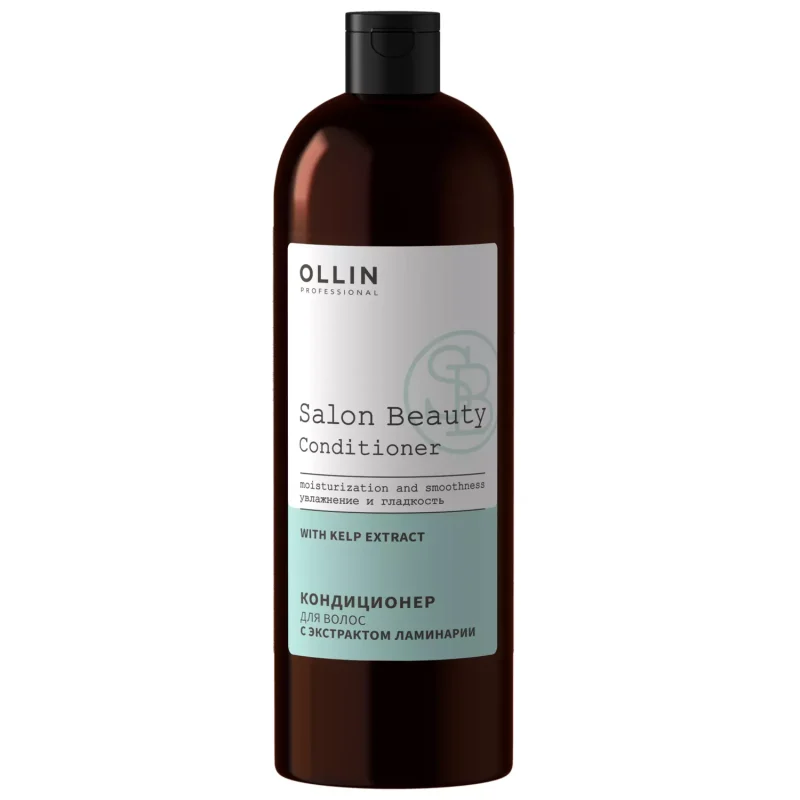 OLLIN
PROFESSIONAL
SB
Salon Beauty
Conditioner
moisturization and smoothness
увлажнение и гладкость
WITH KELP EXTRACT
КОНДИЦИОНЕР
ДЛЯ ВОЛОС
С ЭКСТРАКТОМ ЛАМИНАРИИ